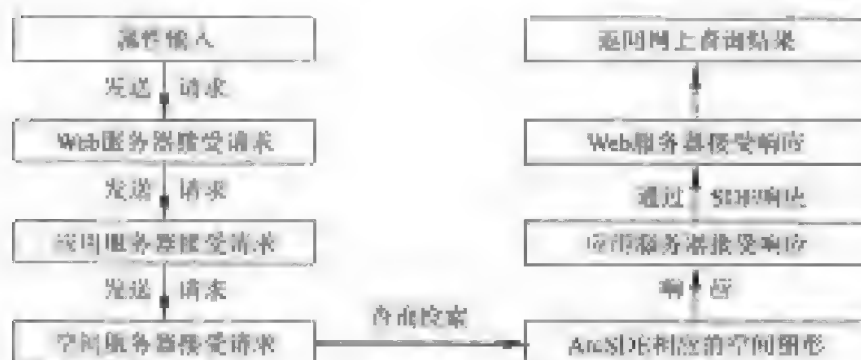 属性输入
发送 请求
Web服务器接受请求
发送 请求
应用服务器接受请求
发送 请求
空间服务器接受请求
查询检索
返回网上查询结果
Web服务器接受响应
通过 SDE响应
应用服务器接受响应
响 应
ArcSDE相应的空间图形